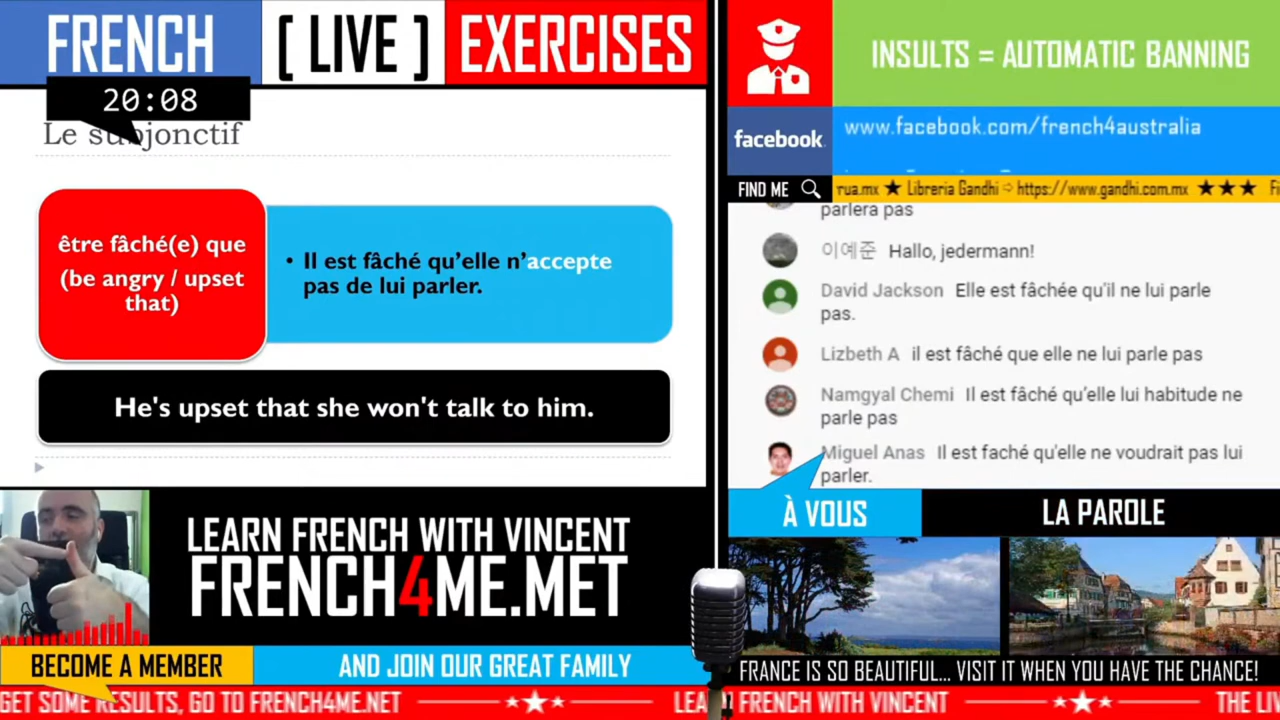 FRENCH [ LIVE ] EXERCISES
20:08
Le subjonctif
être fâché(e) que
(be angry / upset
that)
• Il est fâché qu’elle n’accepte
pas de lui parler.
He's upset that she won't talk to him.
LEARN FRENCH WITH VINCENT
FRENCH4ME.MET
BECOME A MEMBER
AND JOIN OUR GREAT FAMILY
INSULTS = AUTOMATIC BANNING
facebook.
www.facebook.com/french4australia
FIND ME
rua.mx ★ Libreria Gandhi ➩ https://www.gandhi.com.mx ★★★ Fi
parlera pas
이예준 Hallo, jedermann!
David Jackson Elle est fâchée qu'il ne lui parle
pas.
Lizbeth A il est fâché que elle ne lui parle pas
Namgyal Chemi Il est fâché qu’elle lui habitude ne
parle pas
Miguel Anas Il est faché qu'elle ne voudrait pas lui
parler.
À VOUS
LA PAROLE
FRANCE IS SO BEAUTIFUL... VISIT IT WHEN YOU HAVE THE CHANCE!
GET SOME RESULTS, GO TO FRENCH4ME.NET ★ LEA FRENCH WITH VINCENT ★ THE LI